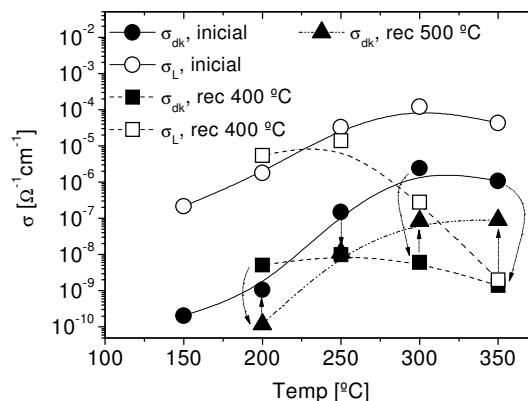 10⁻²
10⁻³
10⁻⁴
10⁻⁵
10⁻⁶
10⁻⁷
10⁻⁸
10⁻⁹
10⁻¹⁰
σ [Ω⁻¹cm⁻¹]
σdk, inicial
σdk, rec 500 ºC
σL, inicial
σdk, rec 400 ºC
σL, rec 400 ºC
100 150 200 250 300 350
Temp [ºC]